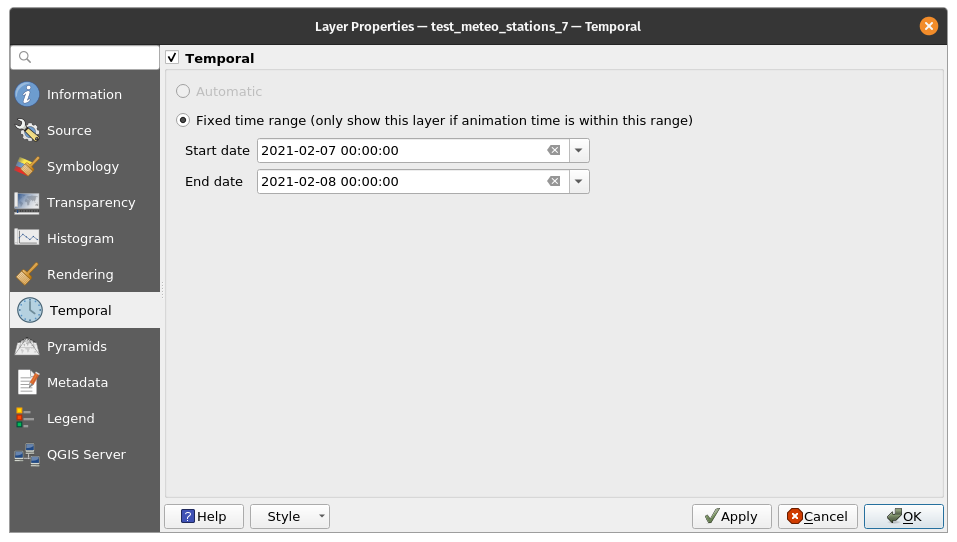 Layer Properties — test_meteo_stations_7 — Temporal
Information
Source
Symbology
Transparency
Histogram
Rendering
Temporal
Pyramids
Metadata
Legend
QGIS Server
Temporal
Automatic
Fixed time range (only show this layer if animation time is within this range)
Start date 2021-02-07 00:00:00
End date 2021-02-08 00:00:00
Help Style Apply Cancel OK